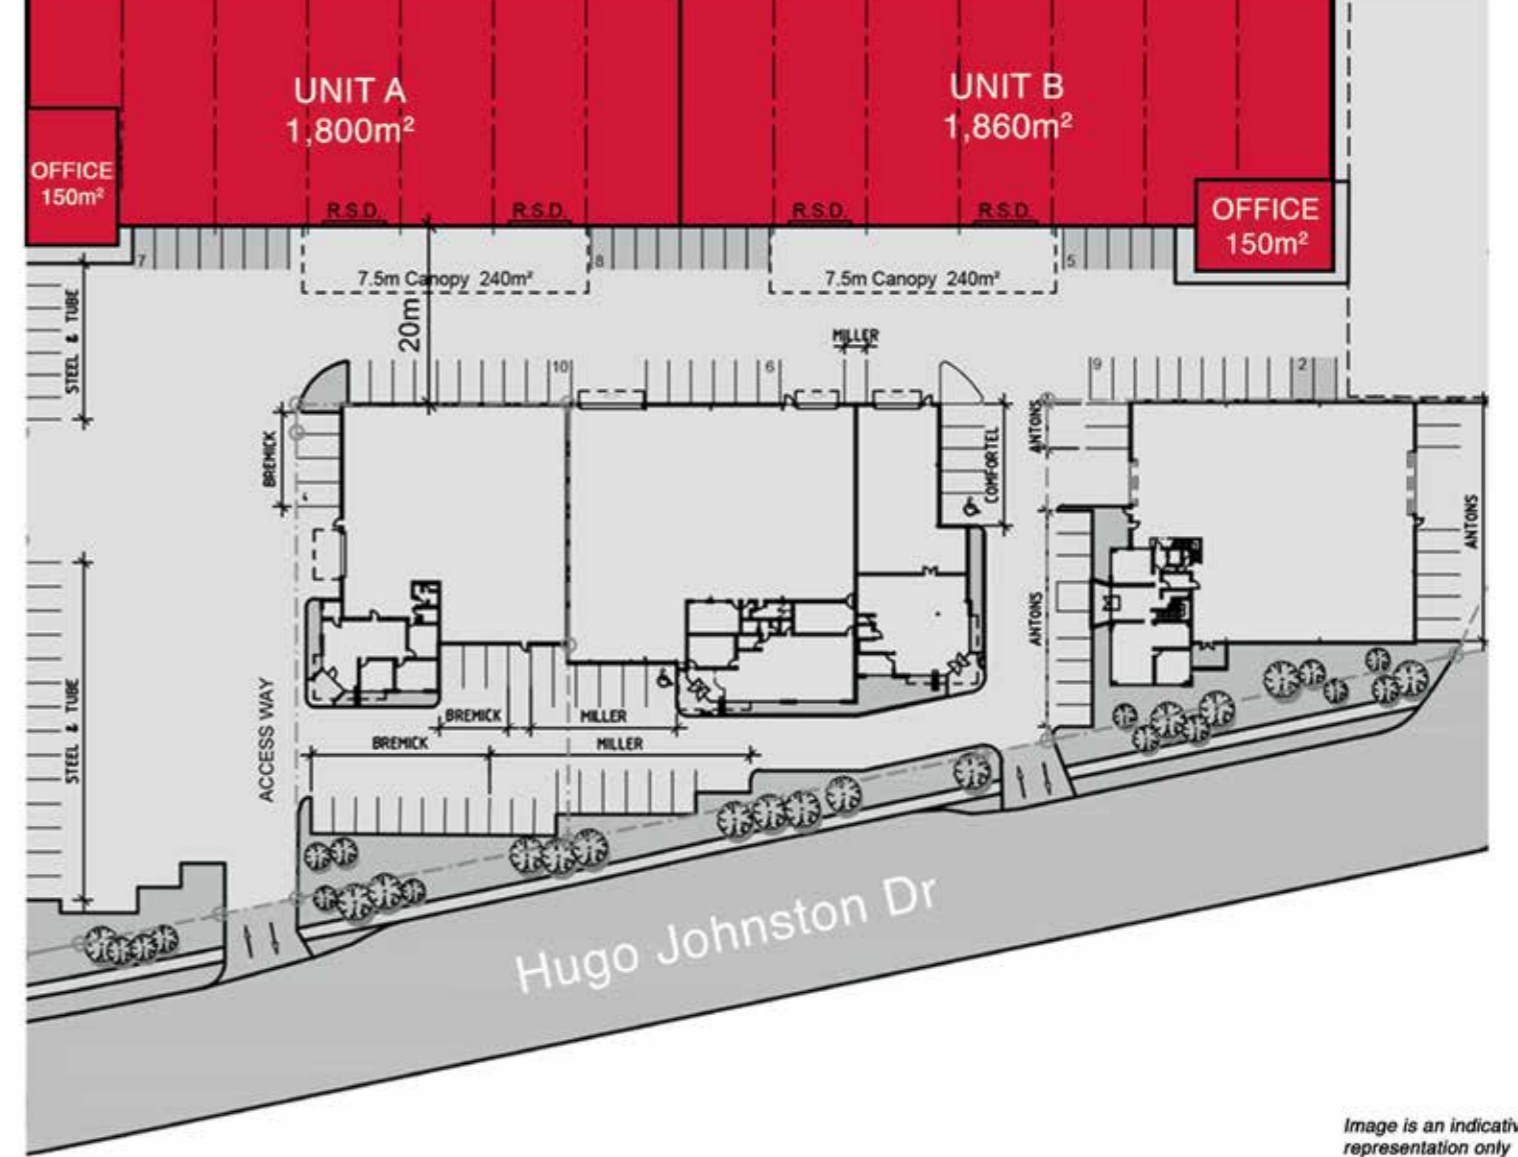 UNIT A
1,800m²
UNIT B
1,860m²
OFFICE
150m²
OFFICE
150m²
R.S.D.
R.S.D.
R.S.D.
R.S.D.
7
8
5
7.5m Canopy 240m²
7.5m Canopy 240m²
20m
STEEL & TUBE
MILLER
10
6
9
2
BREMICK
COMFORTEL
ANTONS
ANTONS
ANTONS
STEEL & TUBE
ACCESS WAY
BREMICK
MILLER
BREMICK
MILLER
Hugo Johnston Dr
Image is an indicativ
representation only